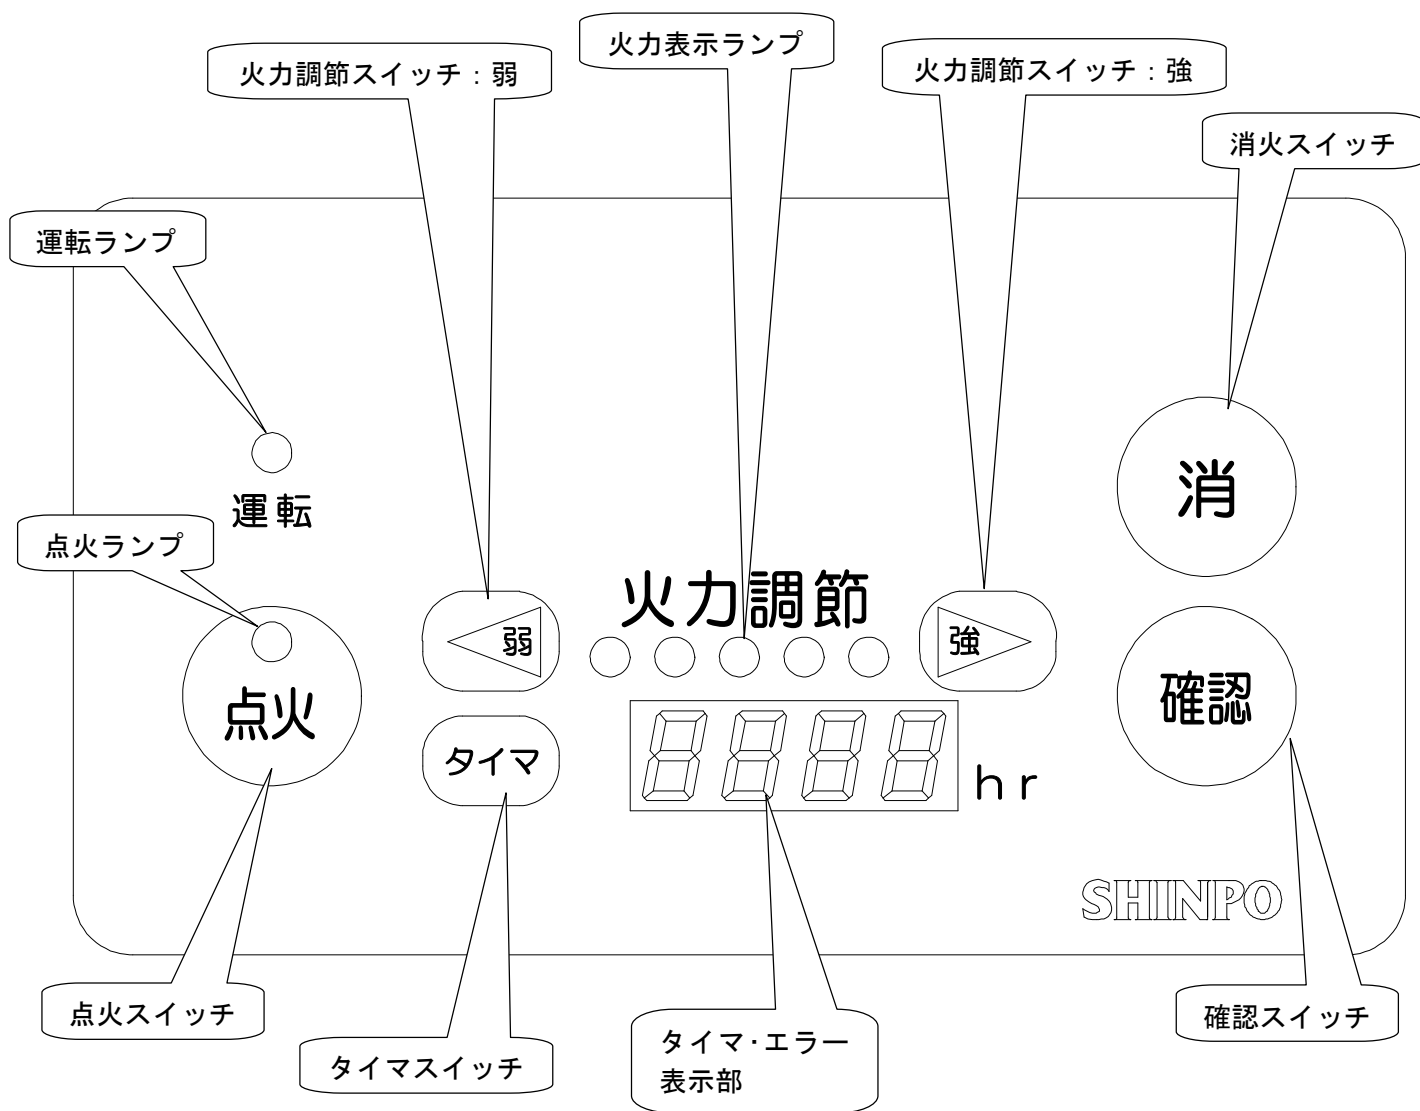 火力表示ランプ
火力調節スイッチ：弱
火力調節スイッチ：強
消火スイッチ
運転ランプ
運転
消
点火ランプ
火力調節
弱
強
点火
確認
タイマ
8888
hr
SHINPO
点火スイッチ
確認スイッチ
タイマスイッチ
タイマ・エラー
表示部